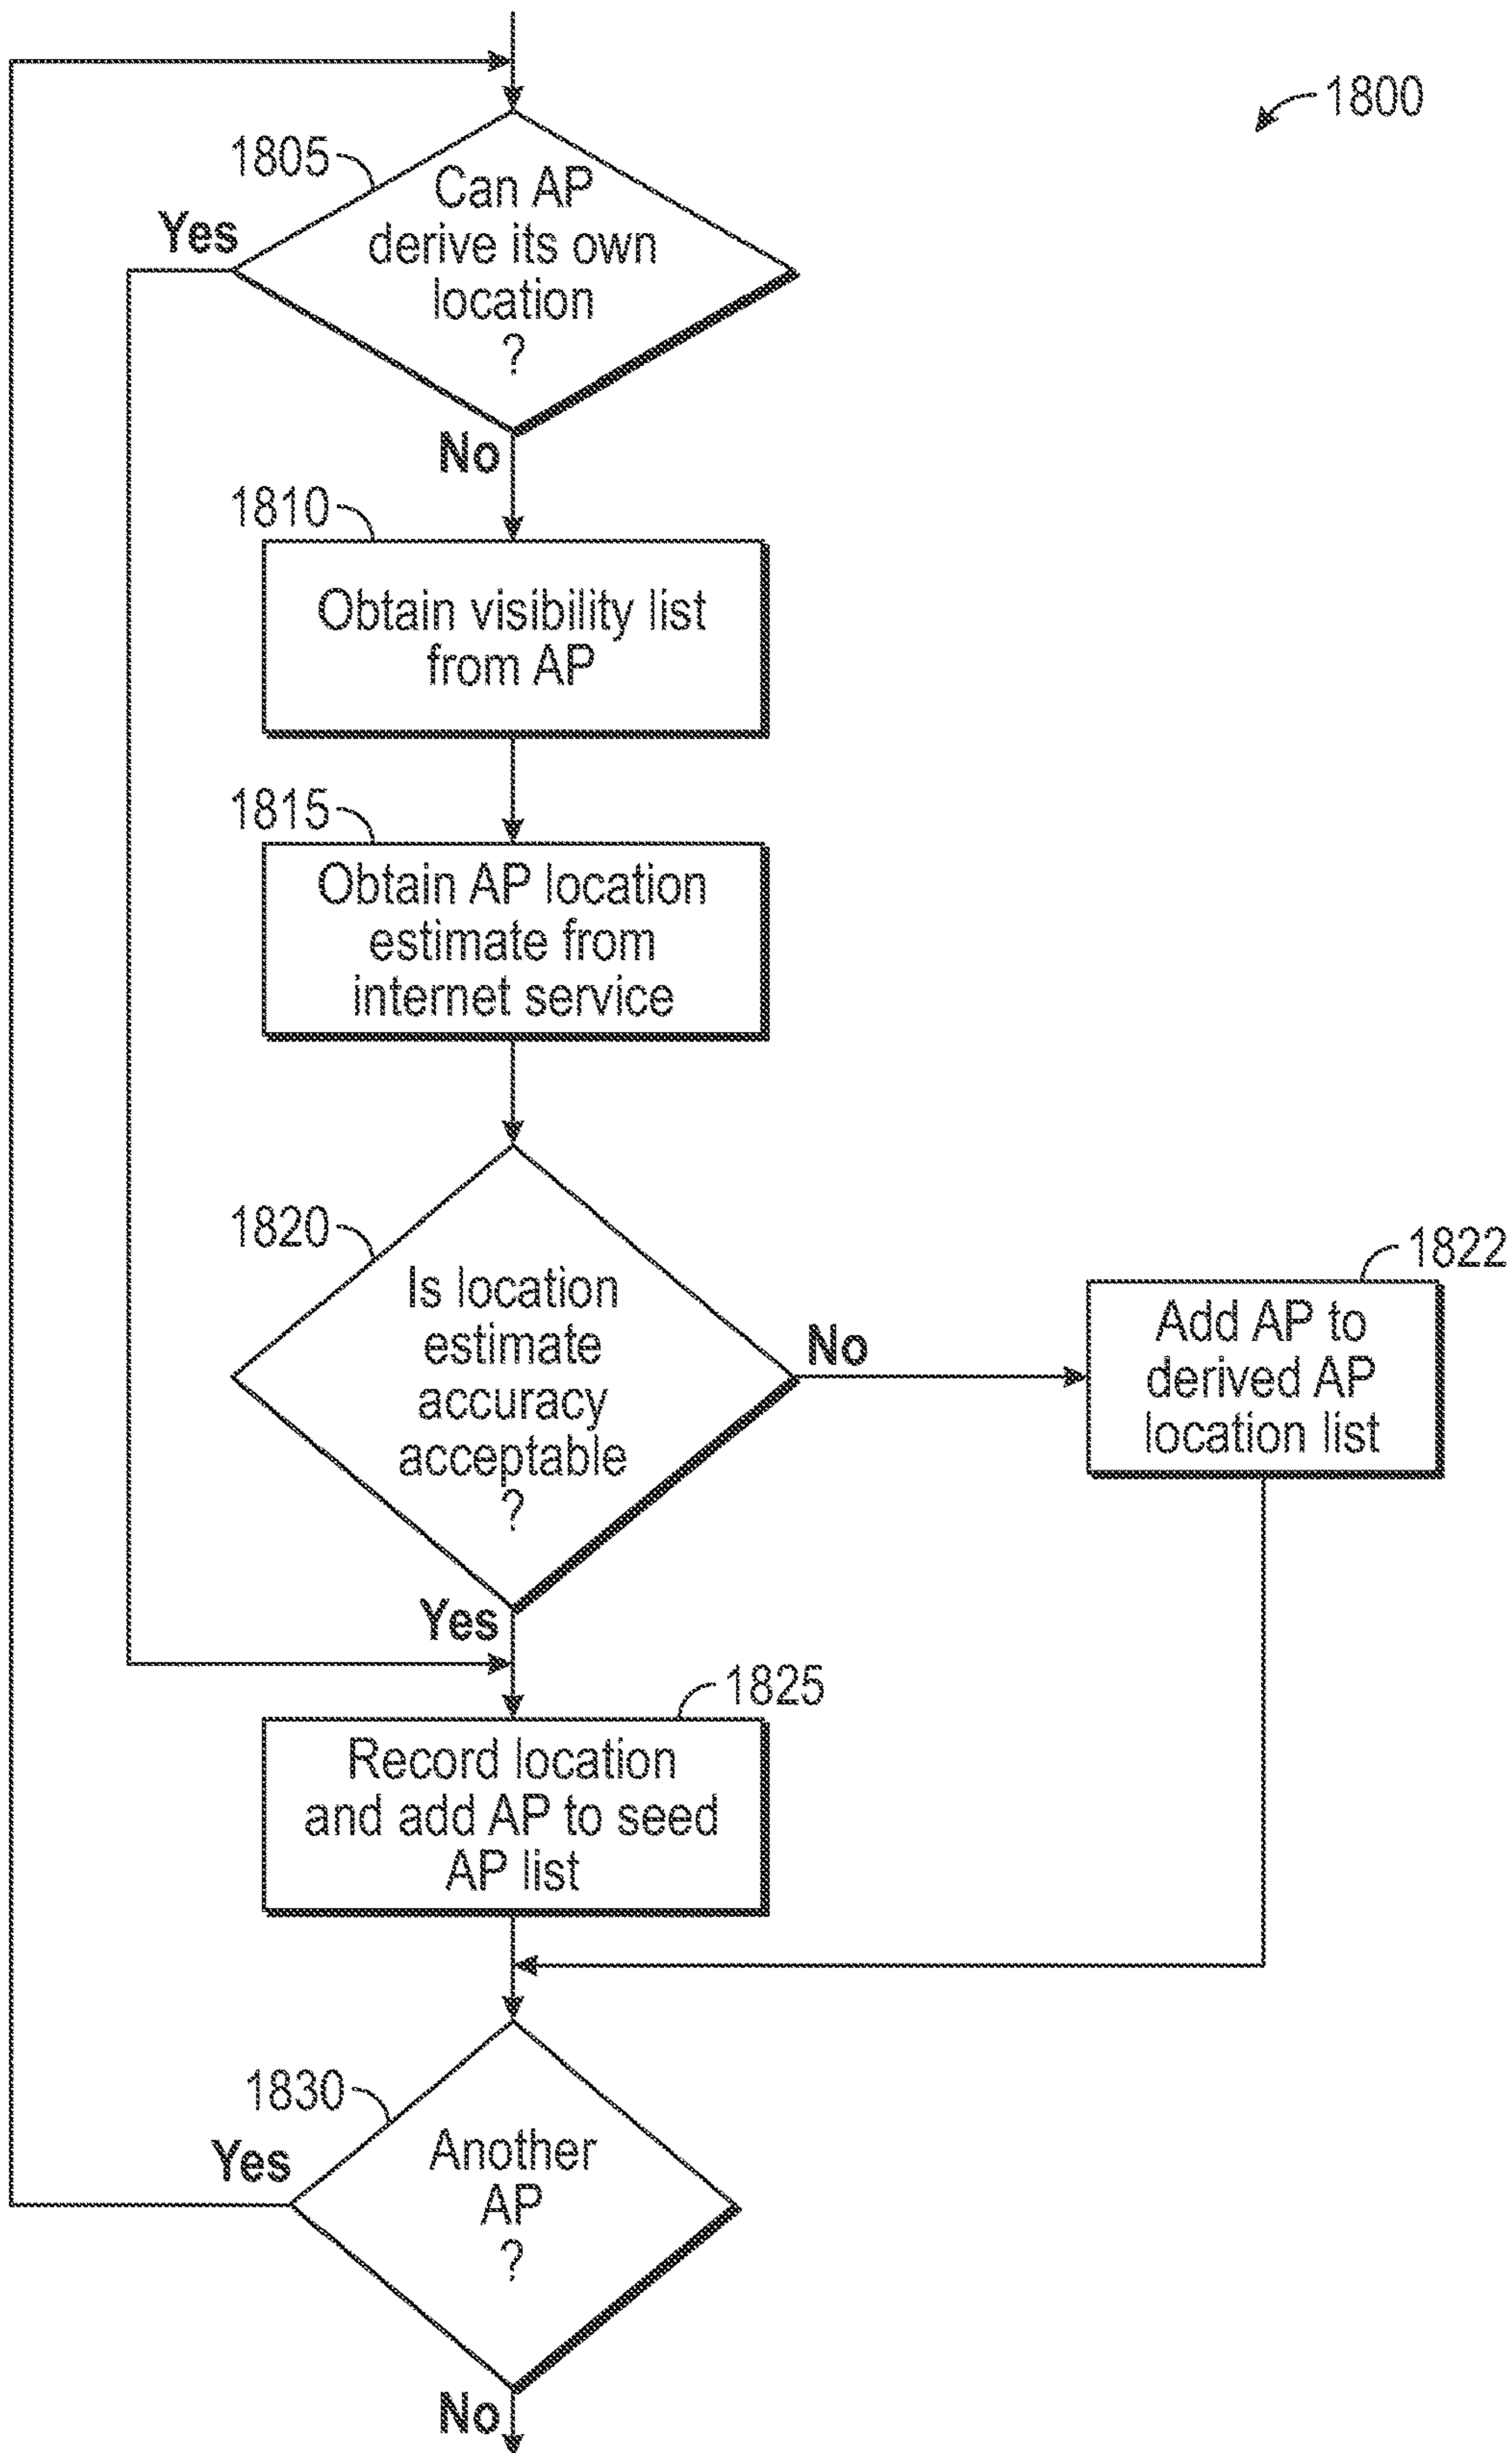 1800
1805
Can AP
derive its own
location
?
Yes
No
1810
Obtain visibility list
from AP
1815
Obtain AP location
estimate from
internet service
1820
Is location
estimate
accuracy
acceptable
?
No
1822
Add AP to
derived AP
location list
Yes
1825
Record location
and add AP to seed
AP list
1830
Another
AP
?
Yes
No